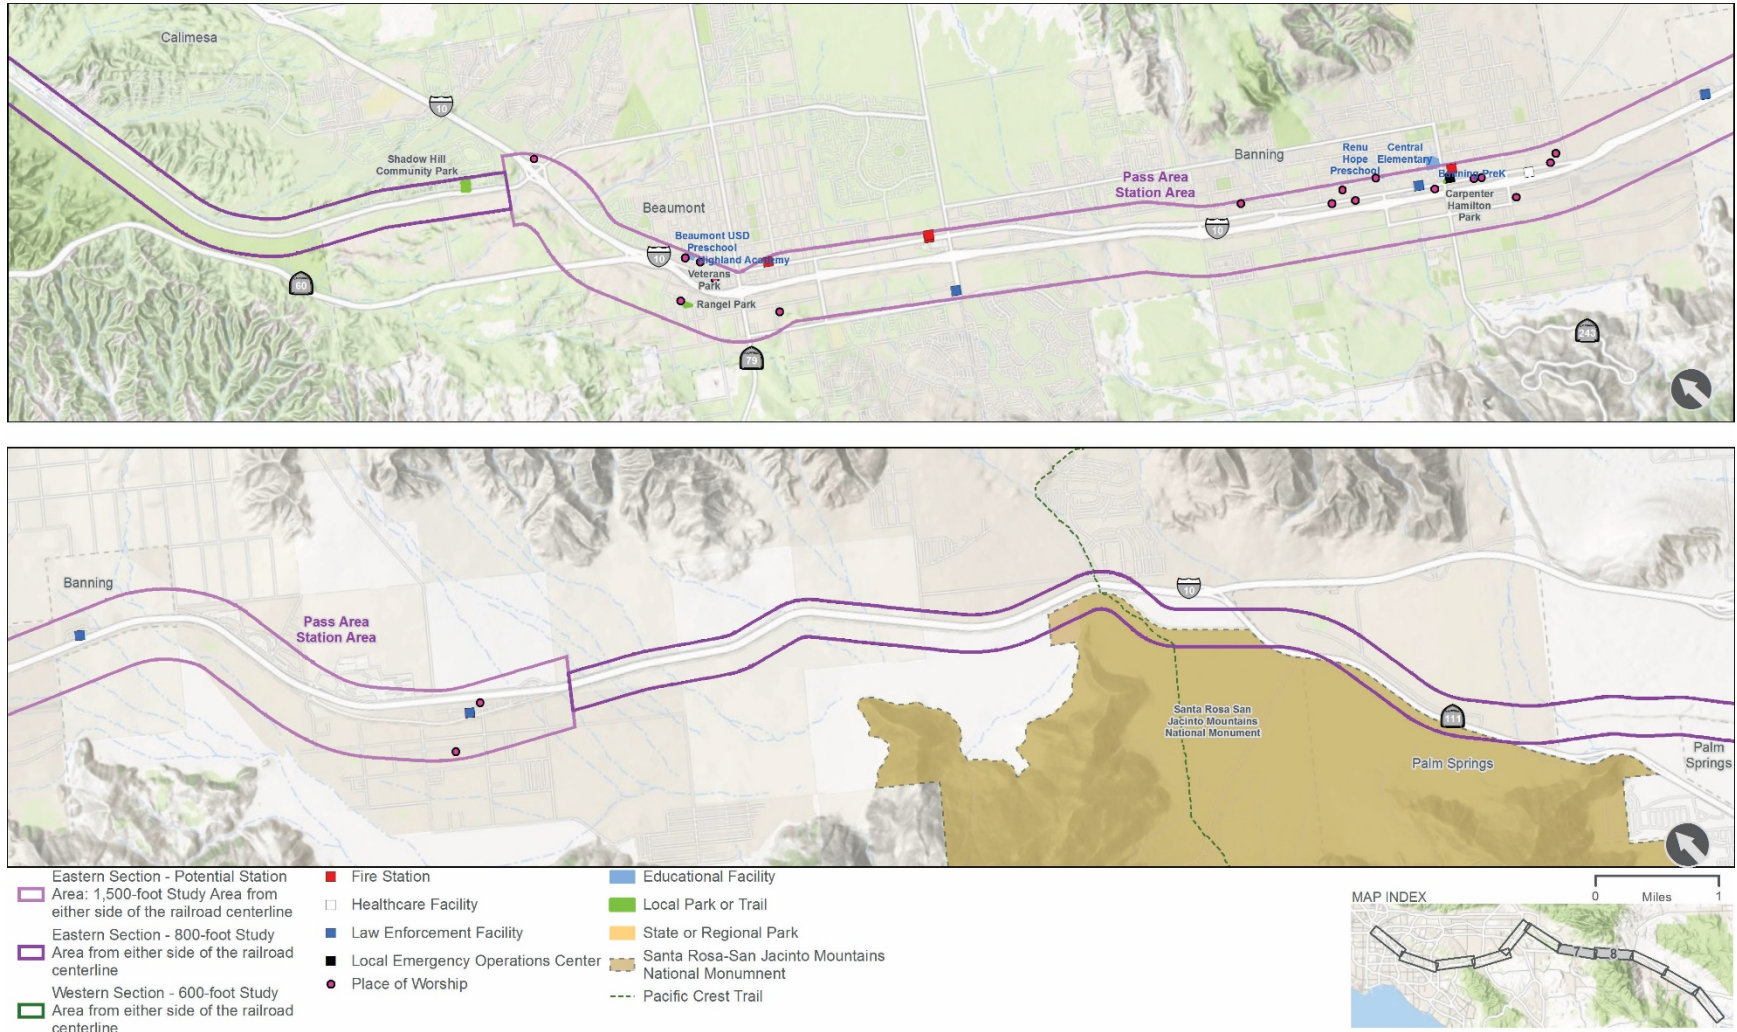 Calimesa
10
Shadow Hill
Community Park
Beaumont
Beaumont USD
Preschool
Highland Academy
10
Veterans
Park
Rangel Park
60
79
Pass Area
Station Area
Banning
10
Renu
Hope
Preschool
Central
Elementary
Banning PreK
Carpenter
Hamilton
Park
243
Banning
Pass Area
Station Area
10
Santa Rosa San
Jacinto Mountains
National Monument
111
Palm Springs
Palm
Springs
Eastern Section - Potential Station
Area: 1,500-foot Study Area from
either side of the railroad centerline
Eastern Section - 800-foot Study
Area from either side of the railroad
centerline
Western Section - 600-foot Study
Area from either side of the railroad
centerline
Fire Station
Healthcare Facility
Law Enforcement Facility
Local Emergency Operations Center
Place of Worship
Educational Facility
Local Park or Trail
State or Regional Park
Santa Rosa-San Jacinto Mountains
National Monumnent
Pacific Crest Trail
0 Miles 1
MAP INDEX
7 8